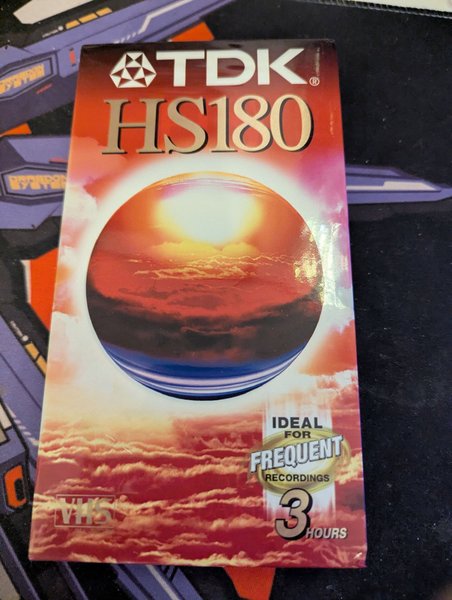 TDK®
HS180
IDEAL
FOR
FREQUENT
RECORDINGS
3
HOURS
VHS